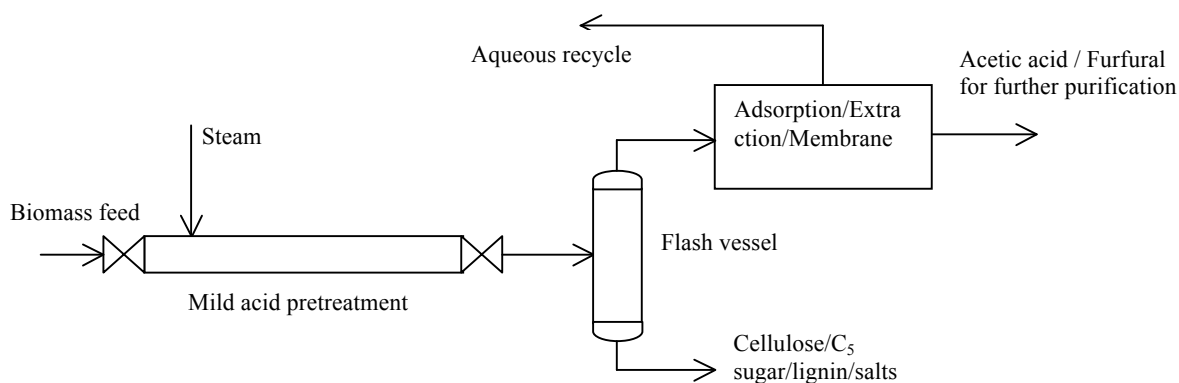 Aqueous recycle
Acetic acid / Furfural
for further purification
Adsorption/Extra
ction/Membrane
Steam
Biomass feed
Flash vessel
Mild acid pretreatment
Cellulose/C₅
sugar/lignin/salts